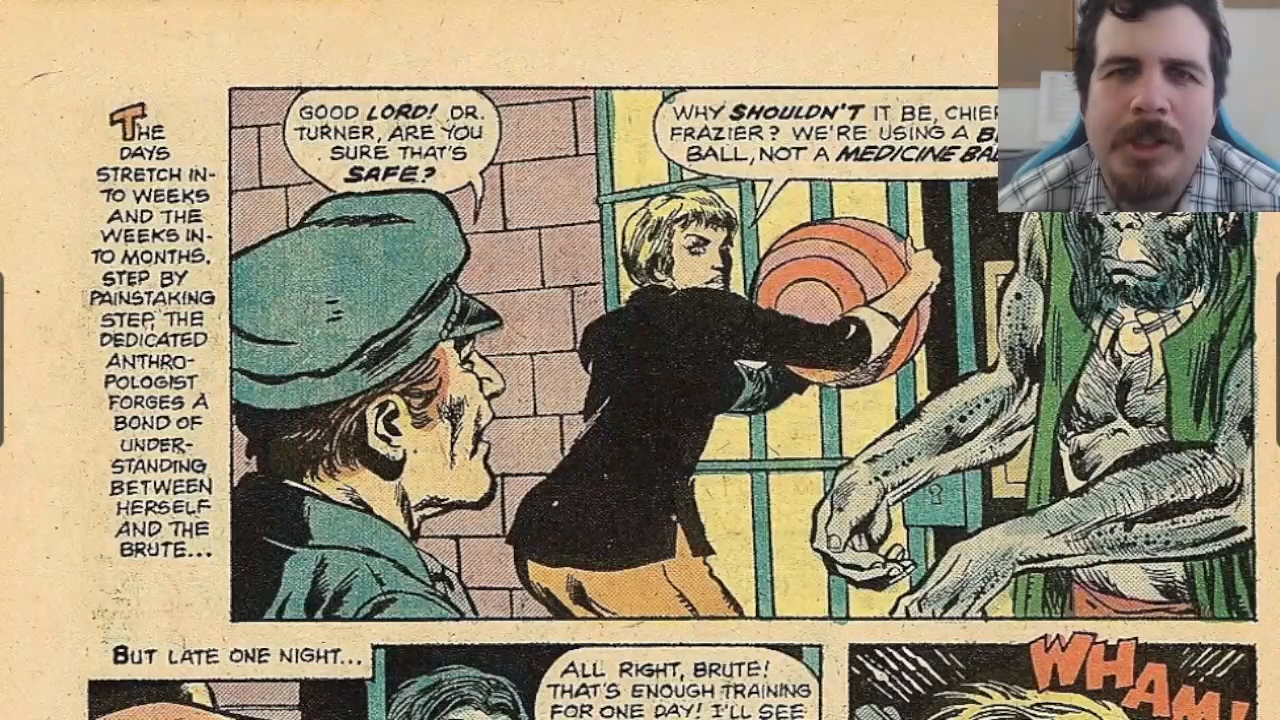 THE
DAYS
STRETCH IN-
TO WEEKS
AND THE
WEEKS IN-
TO MONTHS.
STEP BY
PAINSTAKING
STEP, THE
DEDICATED
ANTHRO-
POLOGIST
FORGES A
BOND OF
UNDER-
STANDING
BETWEEN
HERSELF
AND THE
BRUTE...
GOOD LORD! DR.
TURNER, ARE YOU
SURE THAT'S
SAFE?
WHY SHOULDN'T IT BE, CHIEF
FRAZIER? WE'RE USING A
BALL, NOT A MEDICINE
BUT LATE ONE NIGHT...
ALL RIGHT, BRUTE!
THAT'S ENOUGH TRAINING
FOR ONE DAY! I'LL SEE
WHAM!